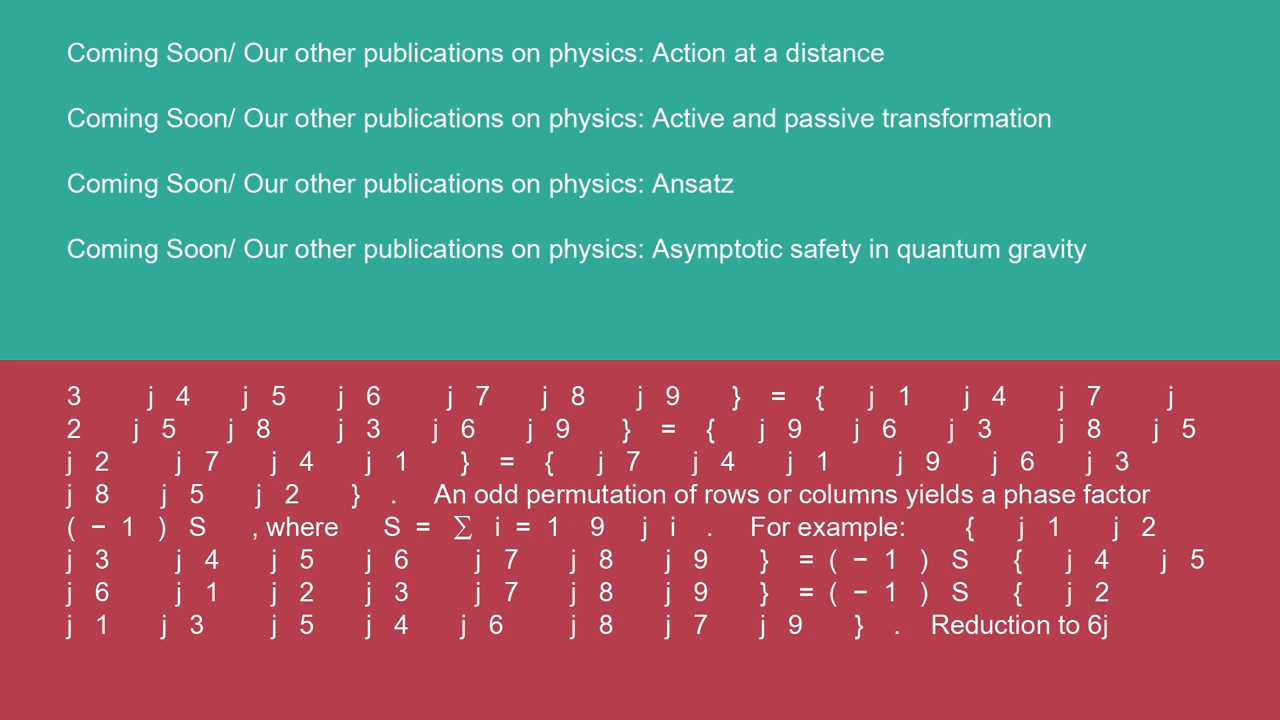 Coming Soon/ Our other publications on physics: Action at a distance
Coming Soon/ Our other publications on physics: Active and passive transformation
Coming Soon/ Our other publications on physics: Ansatz
Coming Soon/ Our other publications on physics: Asymptotic safety in quantum gravity
3 j 4 j 5 j 6 j 7 j 8 j 9 } = { j 1 j 4 j 7 j
2 j 5 j 8 j 3 j 6 j 9 } = { j 9 j 6 j 3 j 8 j 5
j 2 j 7 j 4 j 1 } = { j 7 j 4 j 1 j 9 j 6 j 3
j 8 j 5 j 2 } . An odd permutation of rows or columns yields a phase factor
( − 1 ) S , where S = ∑ i = 1 9 j i . For example: { j 1 j 2
j 3 j 4 j 5 j 6 j 7 j 8 j 9 } = ( − 1 ) S { j 4 j 5
j 6 j 1 j 2 j 3 j 7 j 8 j 9 } = ( − 1 ) S { j 2
j 1 j 3 j 5 j 4 j 6 j 8 j 7 j 9 } . Reduction to 6j